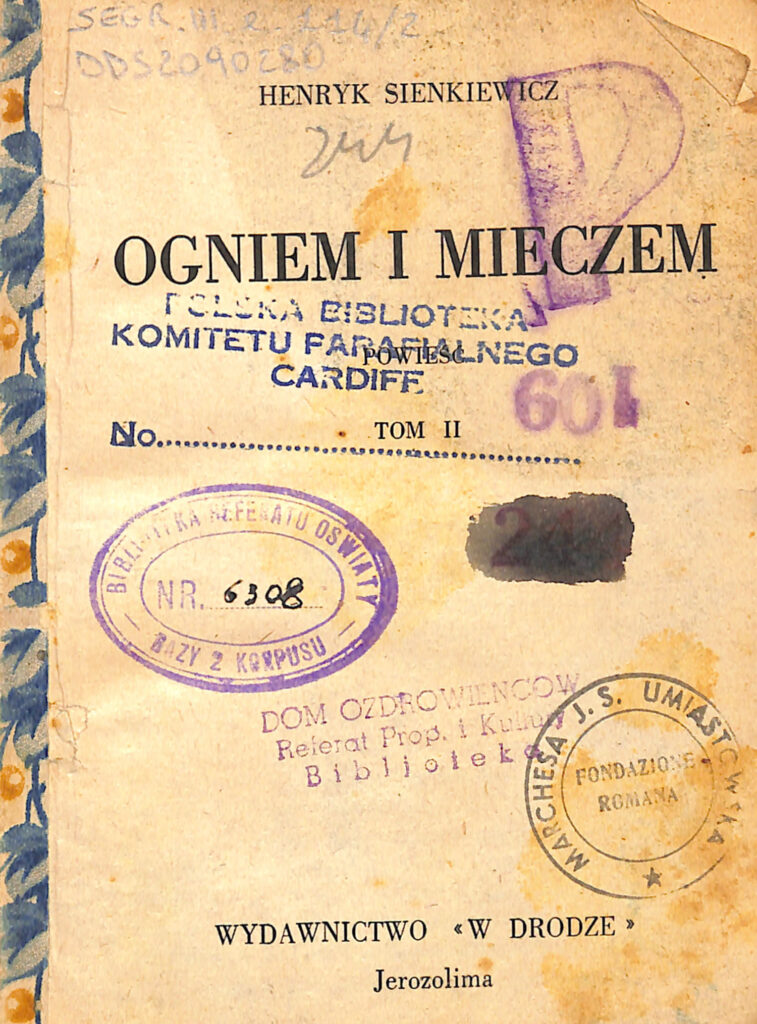 SEGR. III. 2. 114/2
DDS2090280
HENRYK SIENKIEWICZ
P
OGNIEM I MIECZEM
POLSKA BIBLIOTEKA
KOMITETU PARAFIALNEGO
CARDIFF
POWIEŚĆ
601
No.
TOM II
BIBLIOTEKA REFERATU OŚWIATY
NR. 6308
BAZY 2 KORPUSU
DOM OZDROWIEŃCÓW
Referat Prop. i Kultury
Biblioteka
MARCHESA J. S. UMIASTOWSKA
FONDAZIONE
ROMANA
WYDAWNICTWO «W DRODZE»
Jerozolima